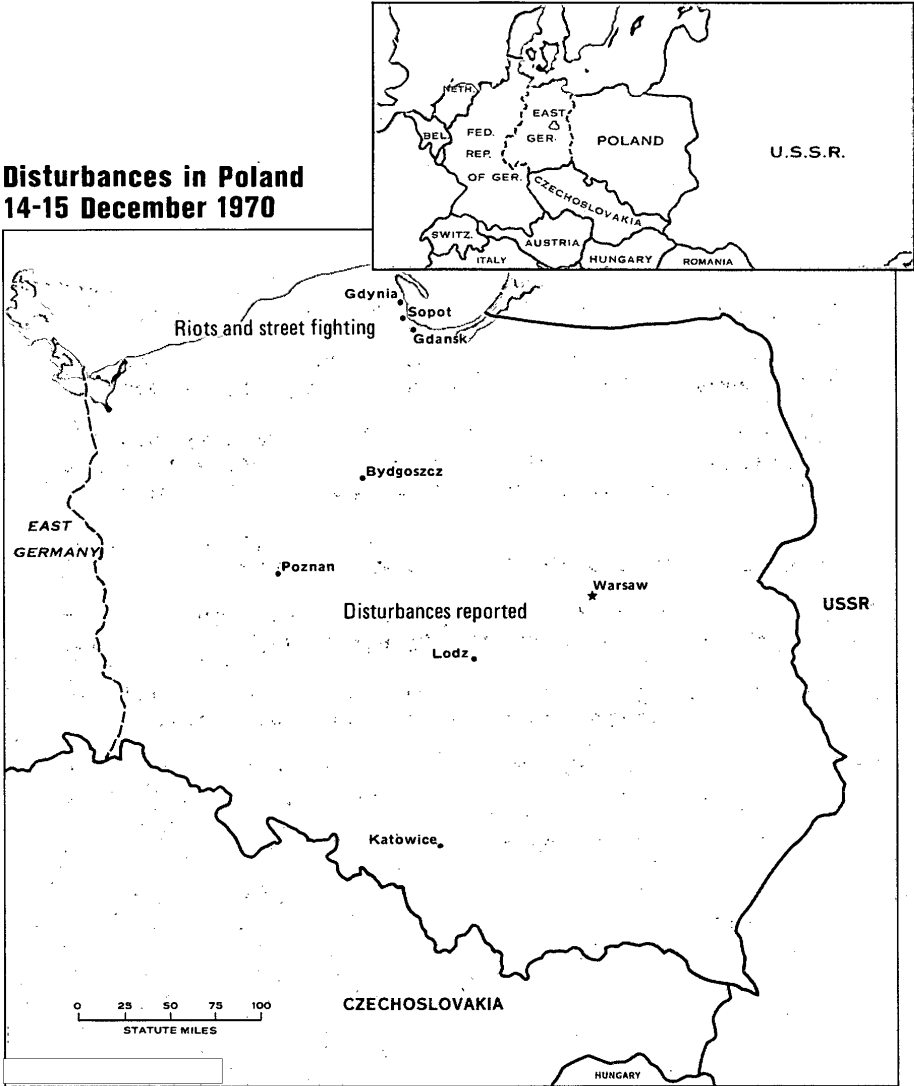 Disturbances in Poland
14-15 December 1970
NETH.
BEL.
FED.
REP.
OF GER.
EAST
GER.
POLAND
U.S.S.R.
CZECHOSLOVAKIA
SWITZ.
AUSTRIA
ITALY
HUNGARY
ROMANIA
Gdynia
Sopot
Riots and street fighting
Gdansk
Bydgoszcz
EAST
GERMANY
Poznan
Warsaw
Disturbances reported
USSR
Lodz
Katowice
0 25 50 75 100
STATUTE MILES
CZECHOSLOVAKIA
HUNGARY